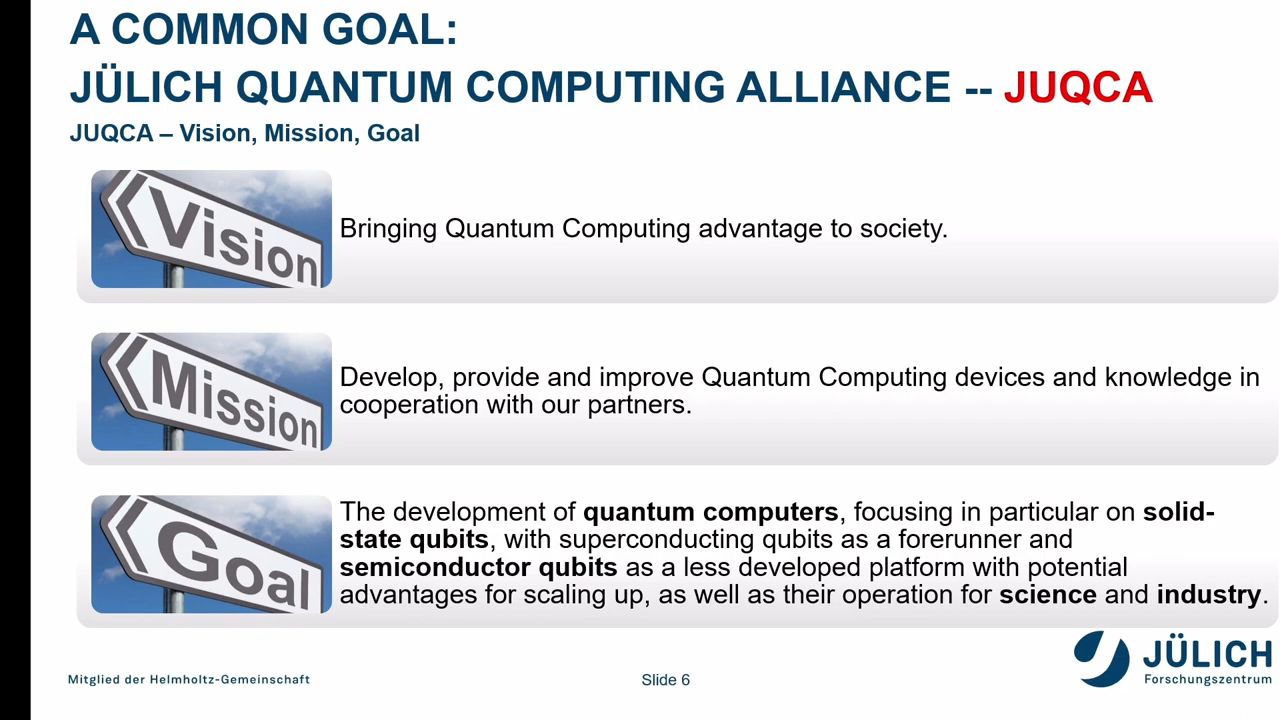 A COMMON GOAL:
JÜLICH QUANTUM COMPUTING ALLIANCE -- JUQCA
JUQCA – Vision, Mission, Goal
Vision
Bringing Quantum Computing advantage to society.
Mission
Develop, provide and improve Quantum Computing devices and knowledge in
cooperation with our partners.
Goal
The development of quantum computers, focusing in particular on solid-
state qubits, with superconducting qubits as a forerunner and
semiconductor qubits as a less developed platform with potential
advantages for scaling up, as well as their operation for science and industry.
Mitglied der Helmholtz-Gemeinschaft
Slide 6
JÜLICH
Forschungszentrum